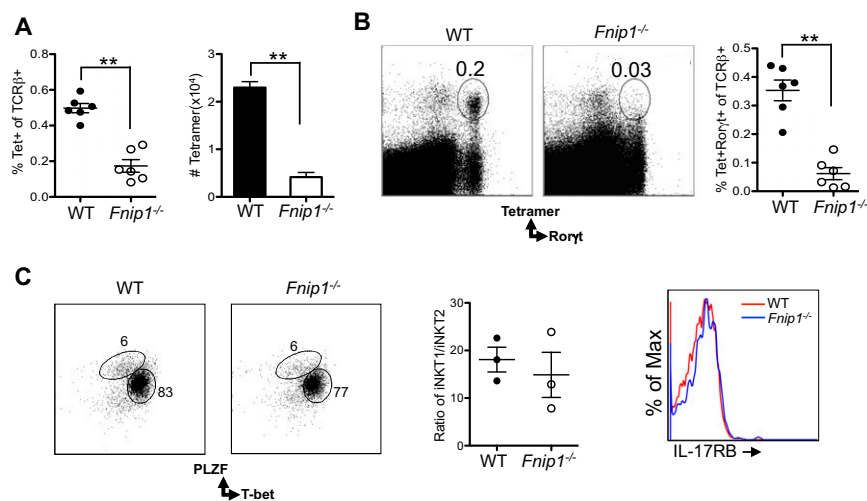 A
% Tet+ of TCRβ+
0.8
0.6
0.4
0.2
0.0
**
WT
Fnip1-/-
# Tetramer(x10⁴)
3
2
1
0
**
WT
Fnip1-/-
B
WT
Fnip1-/-
0.2
0.03
Tetramer
Rorγt
% Tet+Rorγt+ of TCRβ+
0.5
0.4
0.3
0.2
0.1
0.0
**
WT
Fnip1-/-
C
WT
Fnip1-/-
6
83
6
77
PLZF
T-bet
Ratio of iNKT1/iNKT2
30
20
10
0
WT
Fnip1-/-
% of Max
WT
Fnip1-/-
IL-17RB